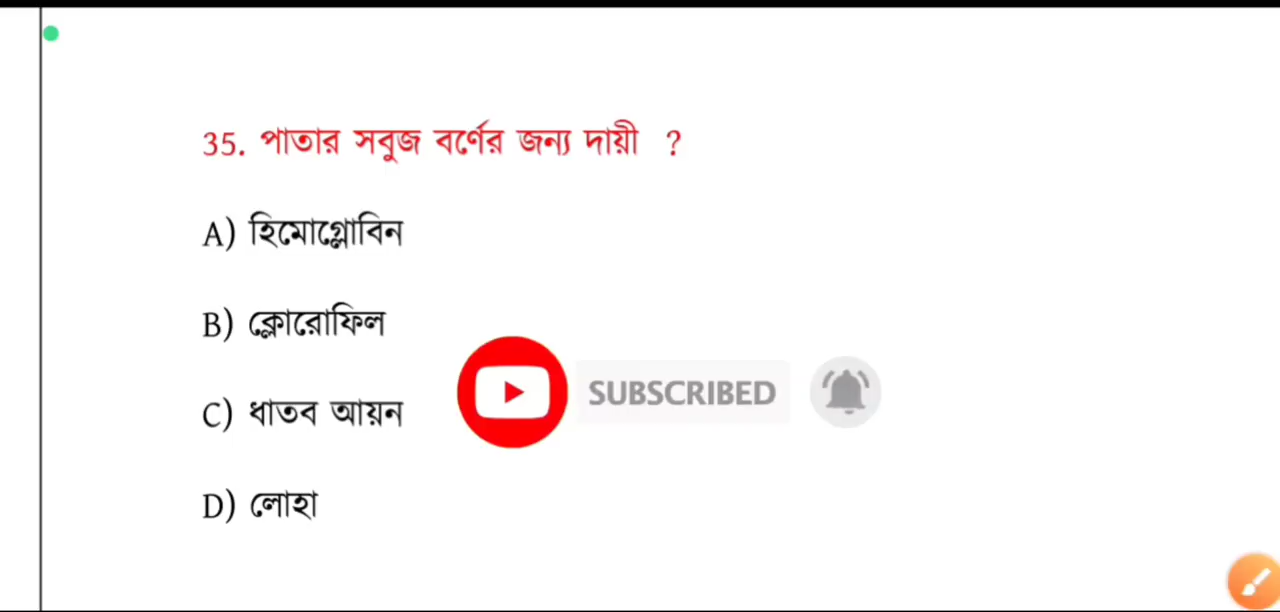 35. পাতার সবুজ বর্ণের জন্য দায়ী ?
A) হিমোগ্লোবিন
B) ক্লোরোফিল
C) ধাতব আয়ন
SUBSCRIBED
D) লোহা